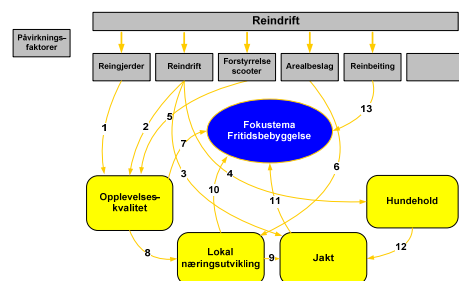 Reindrift
Påvirknings–
faktorer
Reingjerder
Reindrift
Forstyrrelse
scooter
Arealbeslag
Reinbeiting
13
5
1
2
Fokustema
Fritidsbebyggelse
7
6
3
4
10
11
Opplevelses–
kvalitet
Hundehold
8
12
Lokal
næringsutvikling
9
Jakt